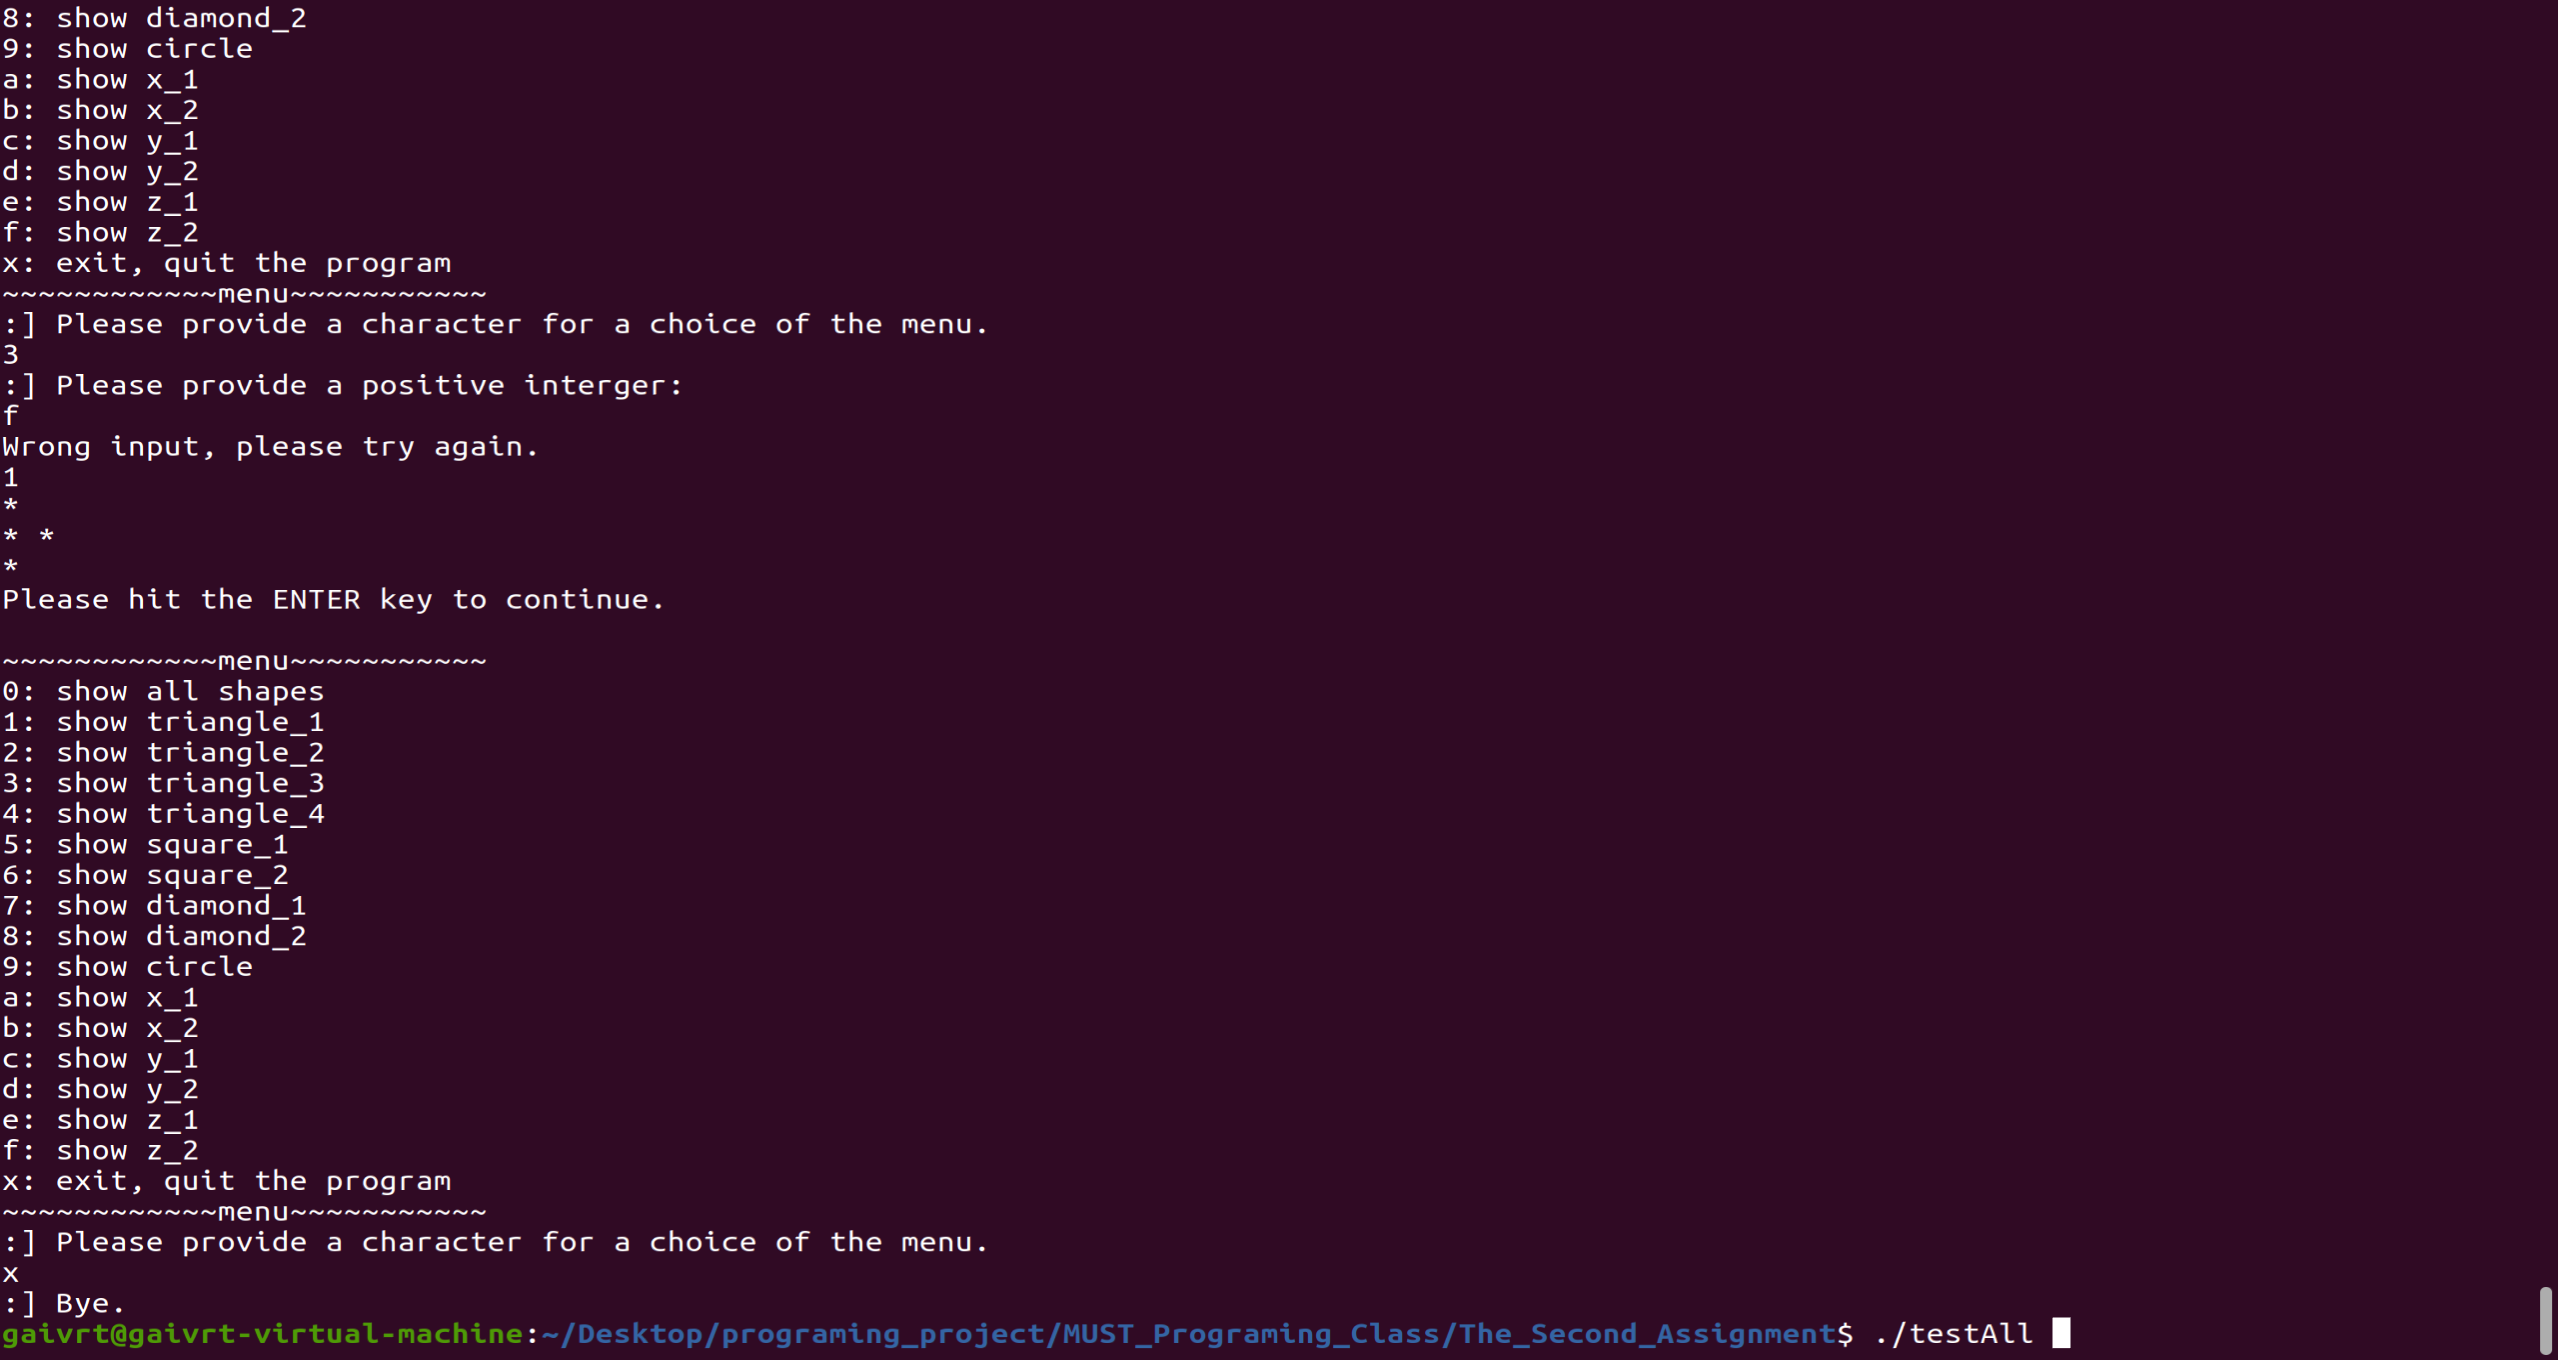 8: show diamond_2
9: show circle
a: show x_1
b: show x_2
c: show y_1
d: show y_2
e: show z_1
f: show z_2
x: exit, quit the program
~~~~~~~~~~~~menu~~~~~~~~~~~
:] Please provide a character for a choice of the menu.
3
:] Please provide a positive interger:
f
Wrong input, please try again.
1
*
* *
*
Please hit the ENTER key to continue.

~~~~~~~~~~~~menu~~~~~~~~~~~
0: show all shapes
1: show triangle_1
2: show triangle_2
3: show triangle_3
4: show triangle_4
5: show square_1
6: show square_2
7: show diamond_1
8: show diamond_2
9: show circle
a: show x_1
b: show x_2
c: show y_1
d: show y_2
e: show z_1
f: show z_2
x: exit, quit the program
~~~~~~~~~~~~menu~~~~~~~~~~~
:] Please provide a character for a choice of the menu.
x
:] Bye.
gaivrt@gaivrt-virtual-machine:~/Desktop/programing_project/MUST_Programing_Class/The_Second_Assignment$ ./testAll